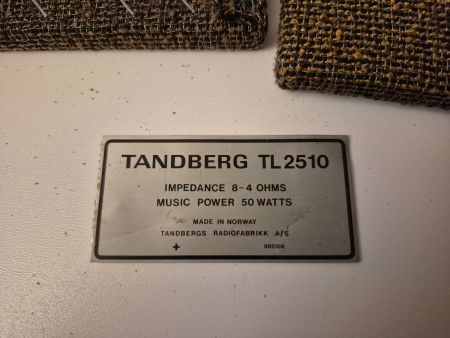 TANDBERG TL2510
IMPEDANCE 8-4 OHMS
MUSIC POWER 50 WATTS
MADE IN NORWAY
TANDBERGS RADIOFABRIKK A/S
+ 885108